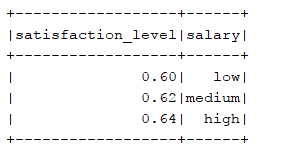 +------------------+------+
|satisfaction_level|salary|
+------------------+------+
|              0.60|   low|
|              0.62|medium|
|              0.64|  high|
+------------------+------+